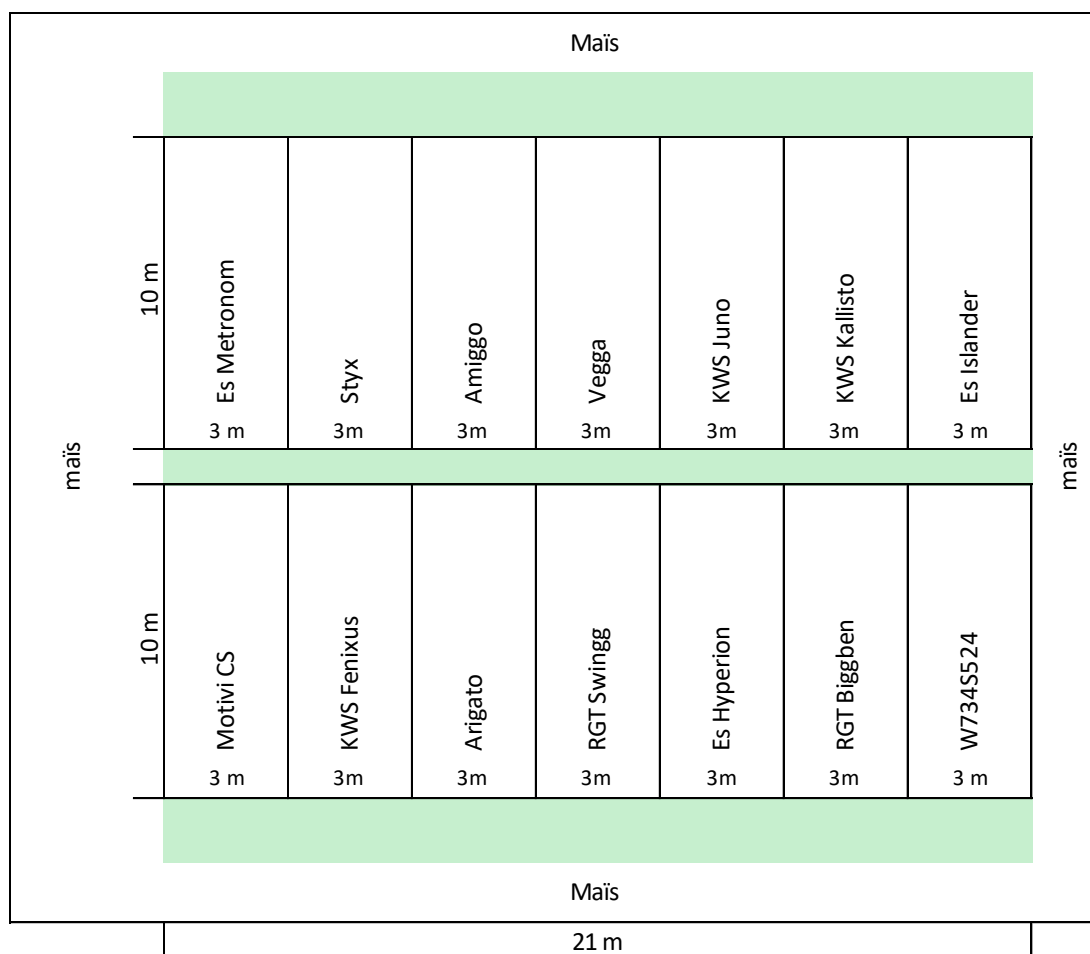 Maïs
10 m
Es Metronom
Styx
Amiggo
Vegga
KWS Juno
KWS Kallisto
Es Islander
3 m
3m
3m
3m
3m
3m
3 m
maïs
maïs
10 m
Motivi CS
KWS Fenixus
Arigato
RGT Swingg
Es Hyperion
RGT Biggben
W734S524
3 m
3m
3m
3m
3m
3m
3 m
Maïs
21 m